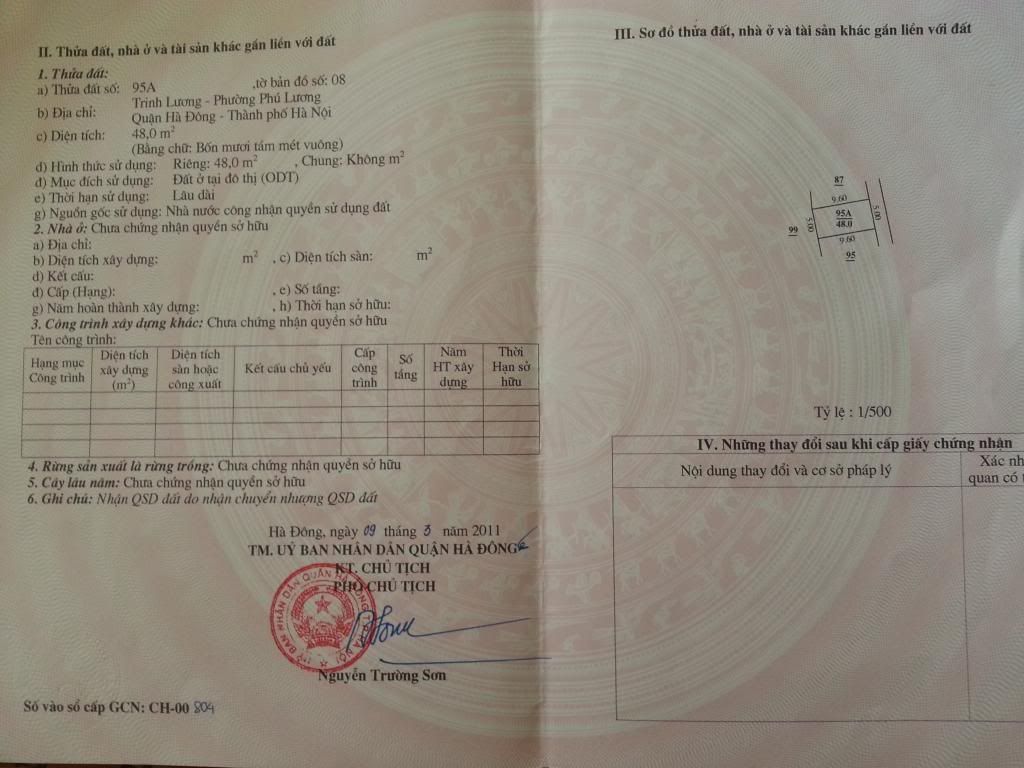 II. Thửa đất, nhà ở và tài sản khác gắn liền với đất
1. Thửa đất:
a) Thửa đất số: 95A ,tờ bản đồ số: 08
b) Địa chỉ: Trinh Lương - Phường Phú Lương
Quận Hà Đông - Thành phố Hà Nội
c) Diện tích: 48,0 m²
(Bằng chữ: Bốn mươi tám mét vuông)
d) Hình thức sử dụng: Riêng: 48,0 m² , Chung: Không m²
đ) Mục đích sử dụng: Đất ở tại đô thị (ODT)
e) Thời hạn sử dụng: Lâu dài
g) Nguồn gốc sử dụng: Nhà nước công nhận quyền sử dụng đất
2. Nhà ở: Chưa chứng nhận quyền sở hữu
a) Địa chỉ:
b) Diện tích xây dựng: m² , c) Diện tích sàn: m²
d) Kết cấu:
đ) Cấp (Hạng): , e) Số tầng:
g) Năm hoàn thành xây dựng: , h) Thời hạn sở hữu:
3. Công trình xây dựng khác: Chưa chứng nhận quyền sở hữu
Tên công trình:
Hạng mục Công trình
Diện tích xây dựng (m²)
Diện tích sàn hoặc công xuất
Kết cấu chủ yếu
Cấp công trình
Số tầng
Năm HT xây dựng
Thời Hạn sở hữu
4. Rừng sản xuất là rừng trồng: Chưa chứng nhận quyền sở hữu
5. Cây lâu năm: Chưa chứng nhận quyền sở hữu
6. Ghi chú: Nhận QSD đất do nhận chuyển nhượng QSD đất
Hà Đông, ngày 09 tháng 3 năm 2011
TM. UỶ BAN NHÂN DÂN QUẬN HÀ ĐÔNG
KT. CHỦ TỊCH
PHÓ CHỦ TỊCH
Nguyễn Trường Sơn
Số vào sổ cấp GCN: CH-00 804
III. Sơ đồ thửa đất, nhà ở và tài sản khác gắn liền với đất
87
9.60
5.00
95A
48.0
5.00
99
9.60
95
Tỷ lệ : 1/500
IV. Những thay đổi sau khi cấp giấy chứng nhận
Nội dung thay đổi và cơ sở pháp lý
Xác nh
quan có t